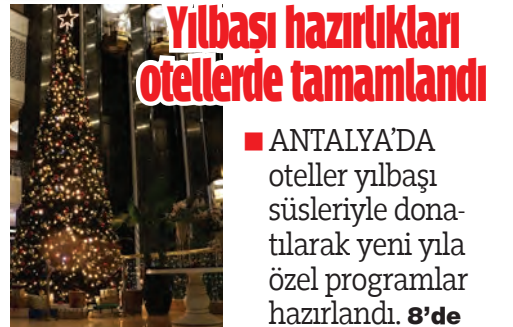 Yılbaşı hazırlıkları
otellerde tamamlandı
■ ANTALYA'DA
oteller yılbaşı
süsleriyle dona-
tılarak yeni yıla
özel programlar
hazırlandı. 8'de